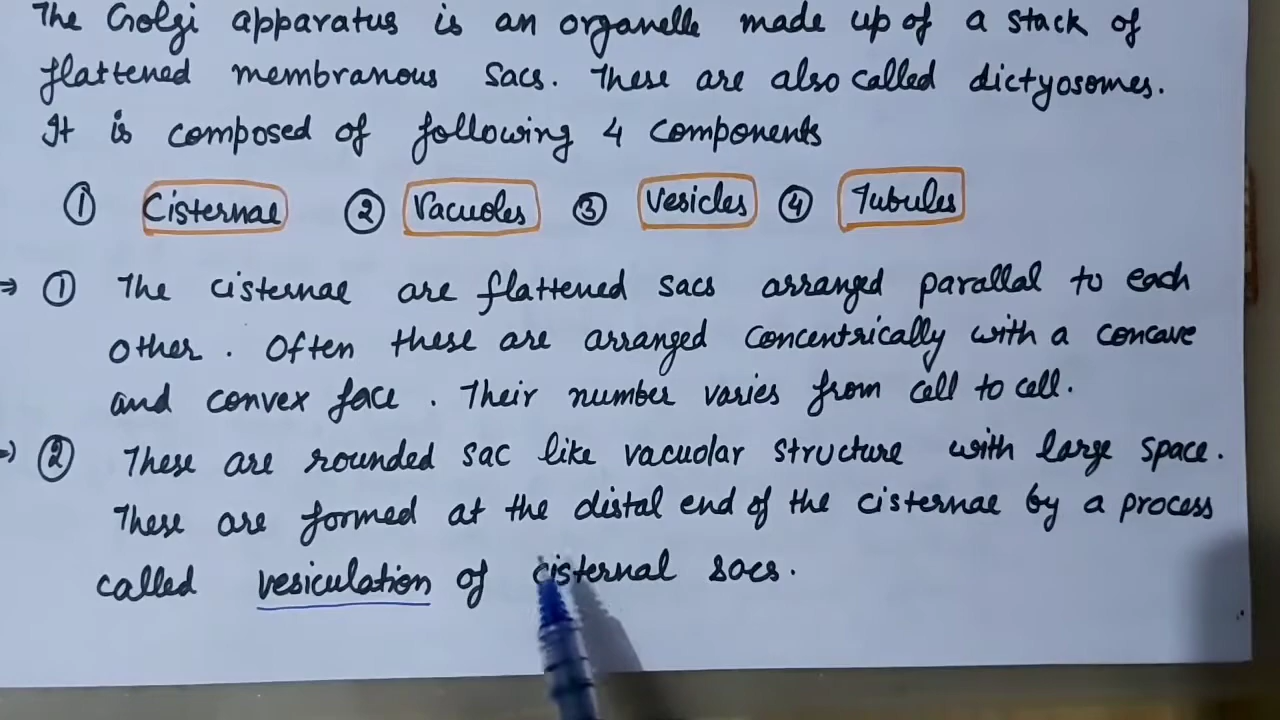 The Golgi apparatus is an organelle made up of a stack of
flattened membranous sacs. These are also called dictyosomes.
It is composed of following 4 components
① Cisternae ② Vacuoles ③ Vesicles ④ Tubules
⇒ ① The cisternae are flattened sacs arranged parallal to each
other. Often these are arranged concentrically with a concave
and convex face. Their number varies from cell to cell.
⇒ ② These are rounded sac like vacuolar structure with large space.
These are formed at the distal end of the cisternae by a process
called vesiculation of cisternal sacs.